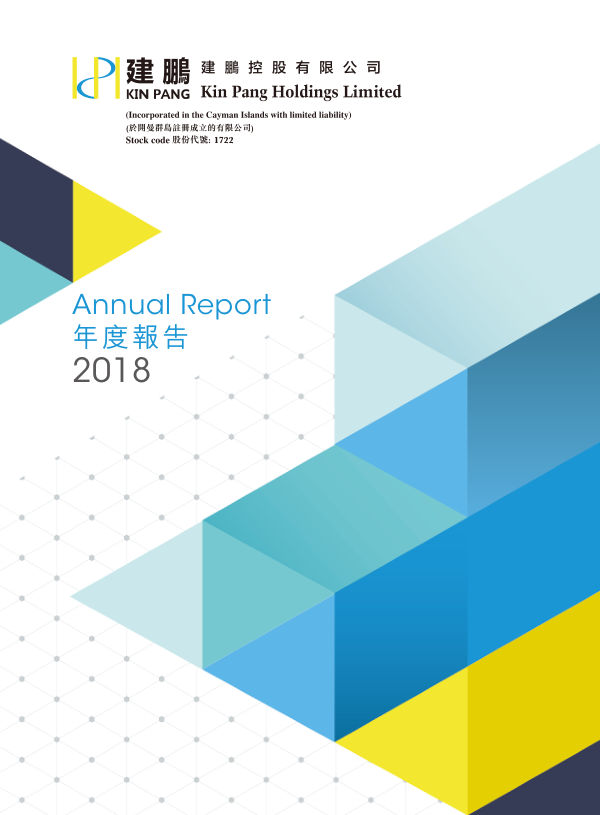 建鵬
KIN PANG
建鵬控股有限公司
Kin Pang Holdings Limited
(Incorporated in the Cayman Islands with limited liability)
(於開曼群島註冊成立的有限公司)
Stock code 股份代號: 1722
Annual Report
年度報告
2018